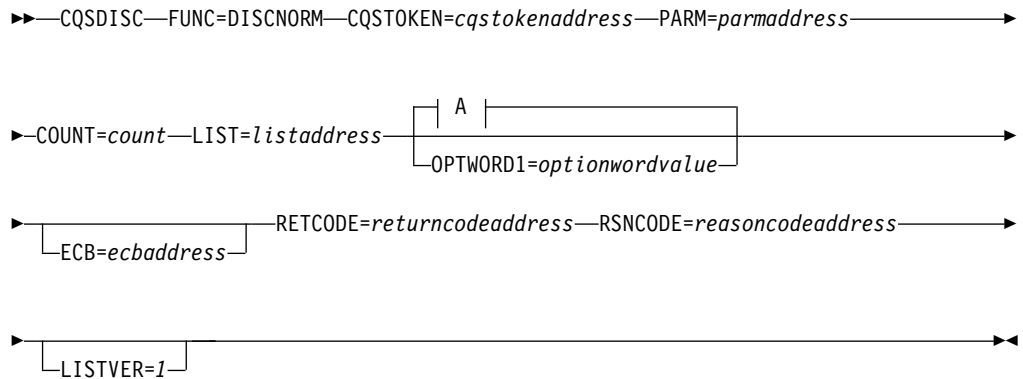 CQSDISC FUNC=DISCNORM CQSTOKEN=cqstokenaddress PARM=parmaddress
A
COUNT=count LIST=listaddress
OPTWORD1=optionwordvalue
RETCODE=returncodeaddress RSNCODE=reasoncodeaddress
ECB=ecbaddress
LISTVER=1